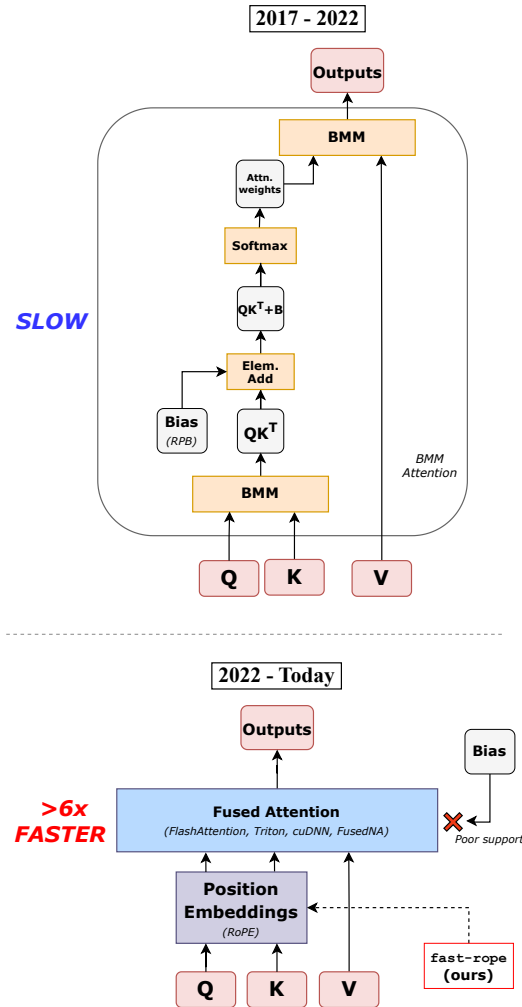 2017 - 2022
Outputs
BMM
Attn.
weights
Softmax
SLOW
QKᵀ+B
Elem.
Add
Bias
(RPB)
QKᵀ
BMM
Attention
BMM
Q
K
V
2022 - Today
Outputs
Bias
>6x
FASTER
Fused Attention
(FlashAttention, Triton, cuDNN, FusedNA)
Poor support
Position
Embeddings
(RoPE)
fast-rope
(ours)
Q
K
V